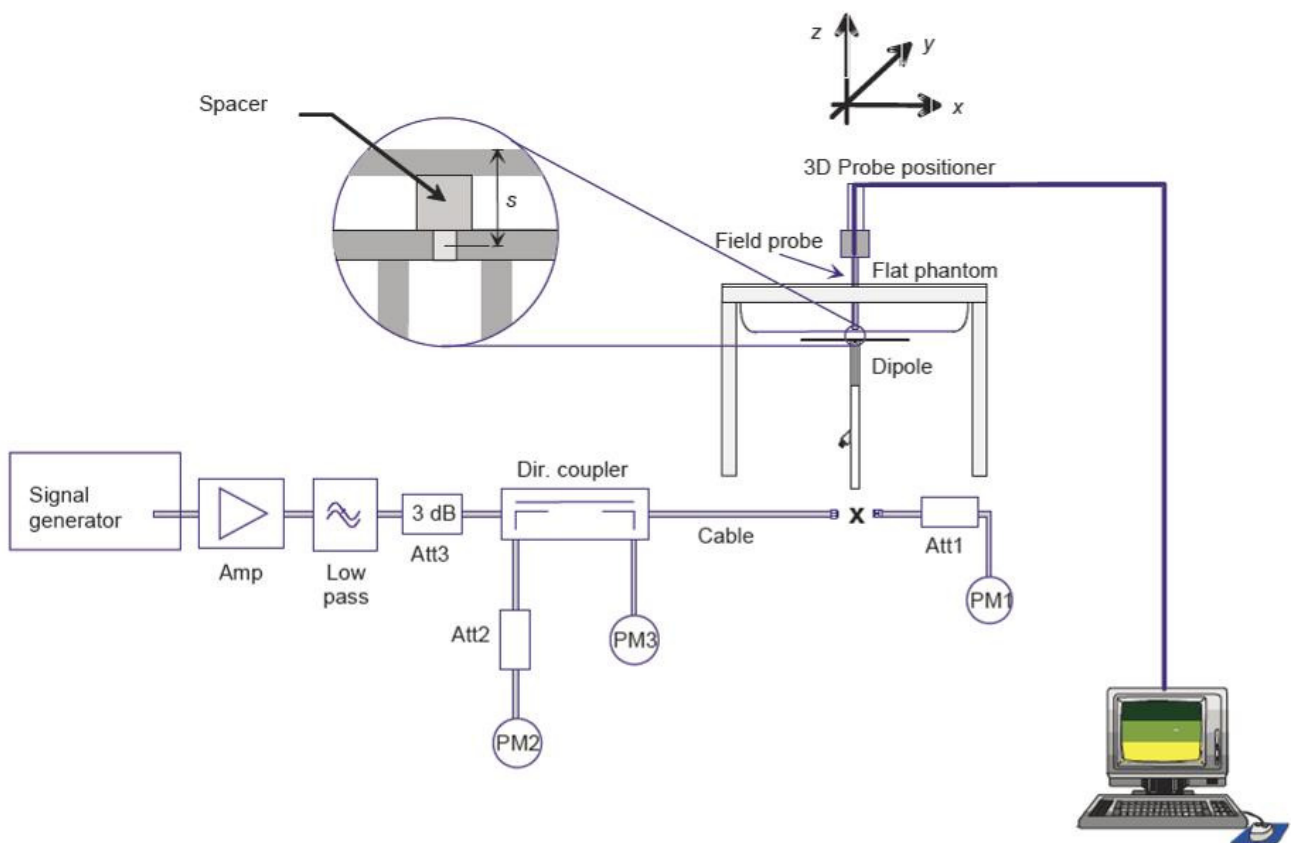 z
y
x
Spacer
s
3D Probe positioner
Field probe
Flat phantom
Dipole
Signal
generator
Amp
Low
pass
3 dB
Att3
Dir. coupler
Cable
X
Att1
PM1
Att2
PM3
PM2